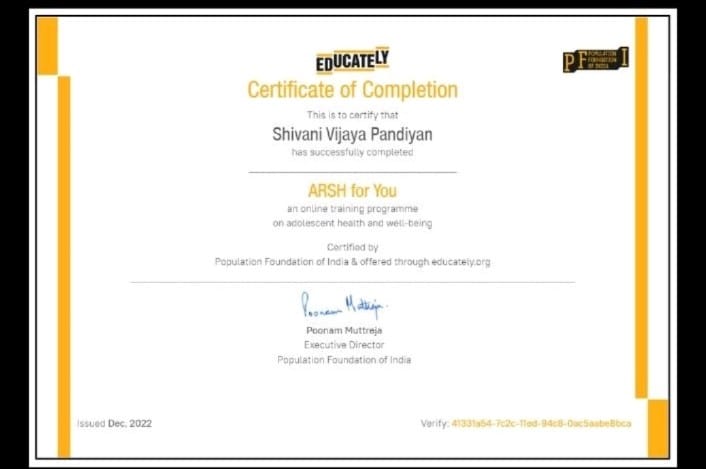 EDUCATELY
PFI POPULATION FOUNDATION OF INDIA
Certificate of Completion
This is to certify that
Shivani Vijaya Pandiyan
has successfully completed
ARSH for You
an online training programme
on adolescent health and well-being
Certified by
Population Foundation of India & offered through educately.org
Poonam Muttreja
Poonam Muttreja
Executive Director
Population Foundation of India
Issued Dec, 2022
Verify: 41331a54-7c2c-11ed-94c8-0ac5aabe8bca